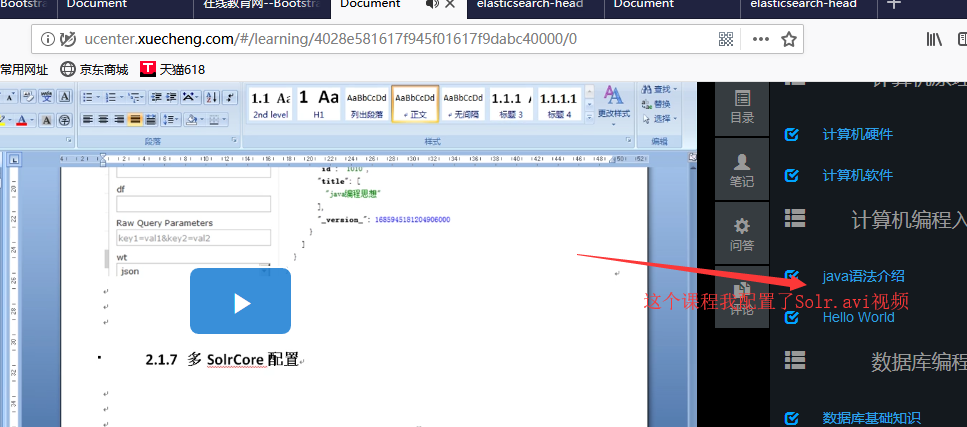 Bootstra
Document
在线教育网--Bootstra
Document
elasticsearch-head
Document
elasticsearch-head
ucenter.xuecheng.com/#/learning/4028e581617f945f01617f9dabc40000/0
常用网址
京东商城
天猫618
1.1 Aa
1 Aa
AaBbCcDd
AaBbCcDd
AaBbCcDd
1.1.1 A
1.1.1.1
2nd level
H1
列出段落
正文
无间隔
标题 3
标题 4
更改样式
查找
替换
选择
段落
样式
编辑
id : "1010",
"title": [
"java编程思想"
],
"_version_": 1685945181204906000
}
]
}
df
Raw Query Parameters
key1=val1&key2=val2
wt
json
2.1.7 多 SolrCore 配置
目录
笔记
问答
评论
计算机硬件
计算机软件
计算机编程入
java语法介绍
这个课程我配置了Solr.avi视频
Hello World
数据库编程
数据库基础知识